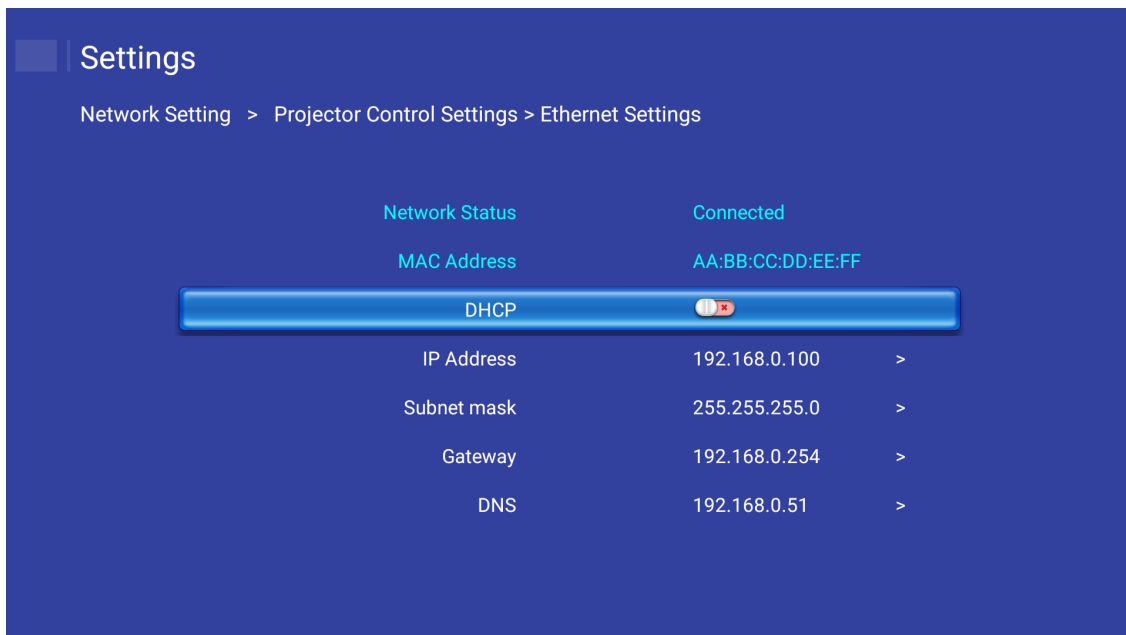 Settings
Network Setting > Projector Control Settings > Ethernet Settings
Network Status Connected
MAC Address AA:BB:CC:DD:EE:FF
DHCP
IP Address 192.168.0.100 >
Subnet mask 255.255.255.0 >
Gateway 192.168.0.254 >
DNS 192.168.0.51 >